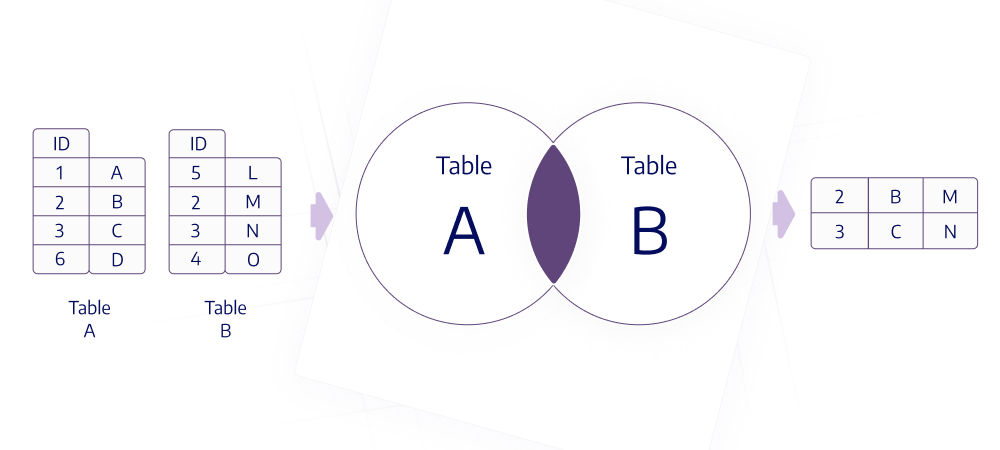 ID
1 A
2 B
3 C
6 D
Table
A
ID
5 L
2 M
3 N
4 O
Table
B
Table
A
Table
B
2 B M
3 C N